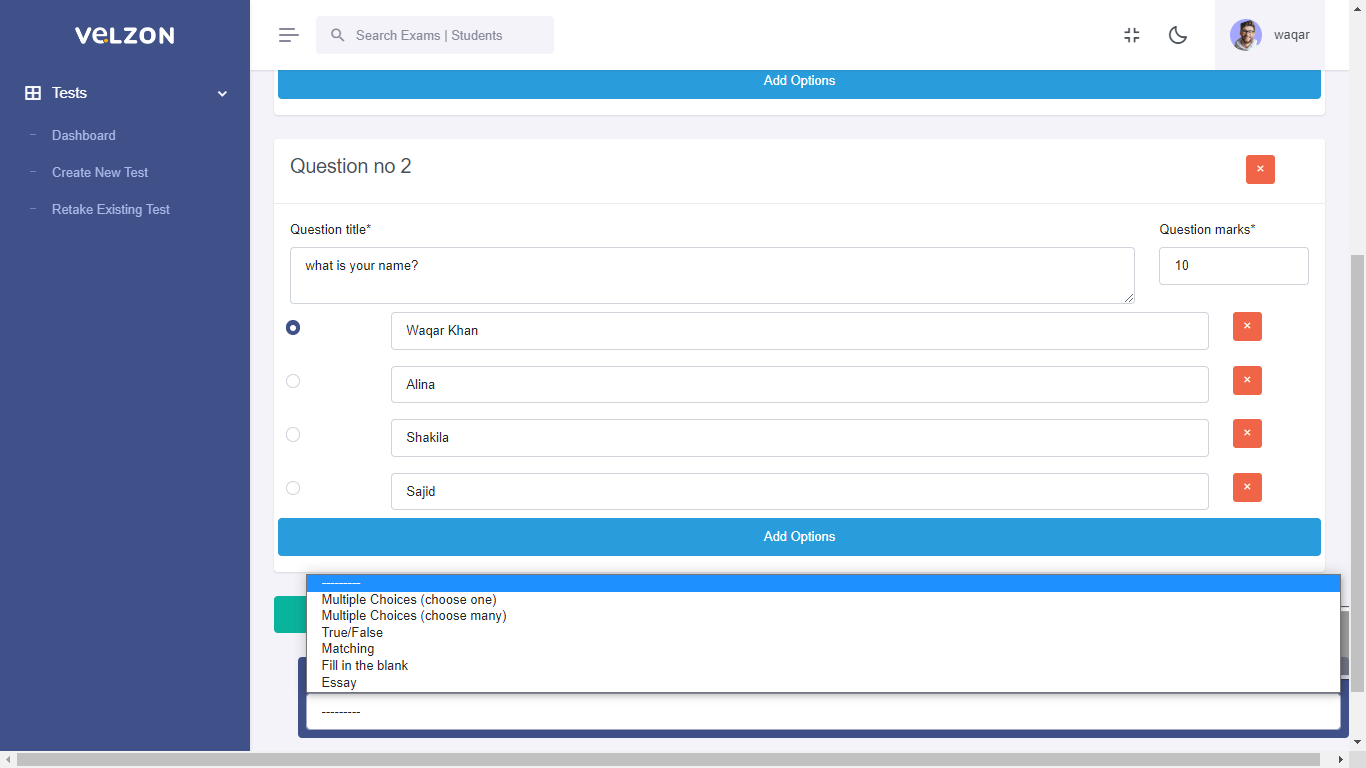 VELZON
Search Exams | Students
waqar
Tests
Dashboard
Create New Test
Retake Existing Test
Add Options
Question no 2
×
Question title*
Question marks*
what is your name?
10
Waqar Khan
×
Alina
×
Shakila
×
Sajid
×
Add Options
---------
Multiple Choices (choose one)
Multiple Choices (choose many)
True/False
Matching
Fill in the blank
Essay
---------